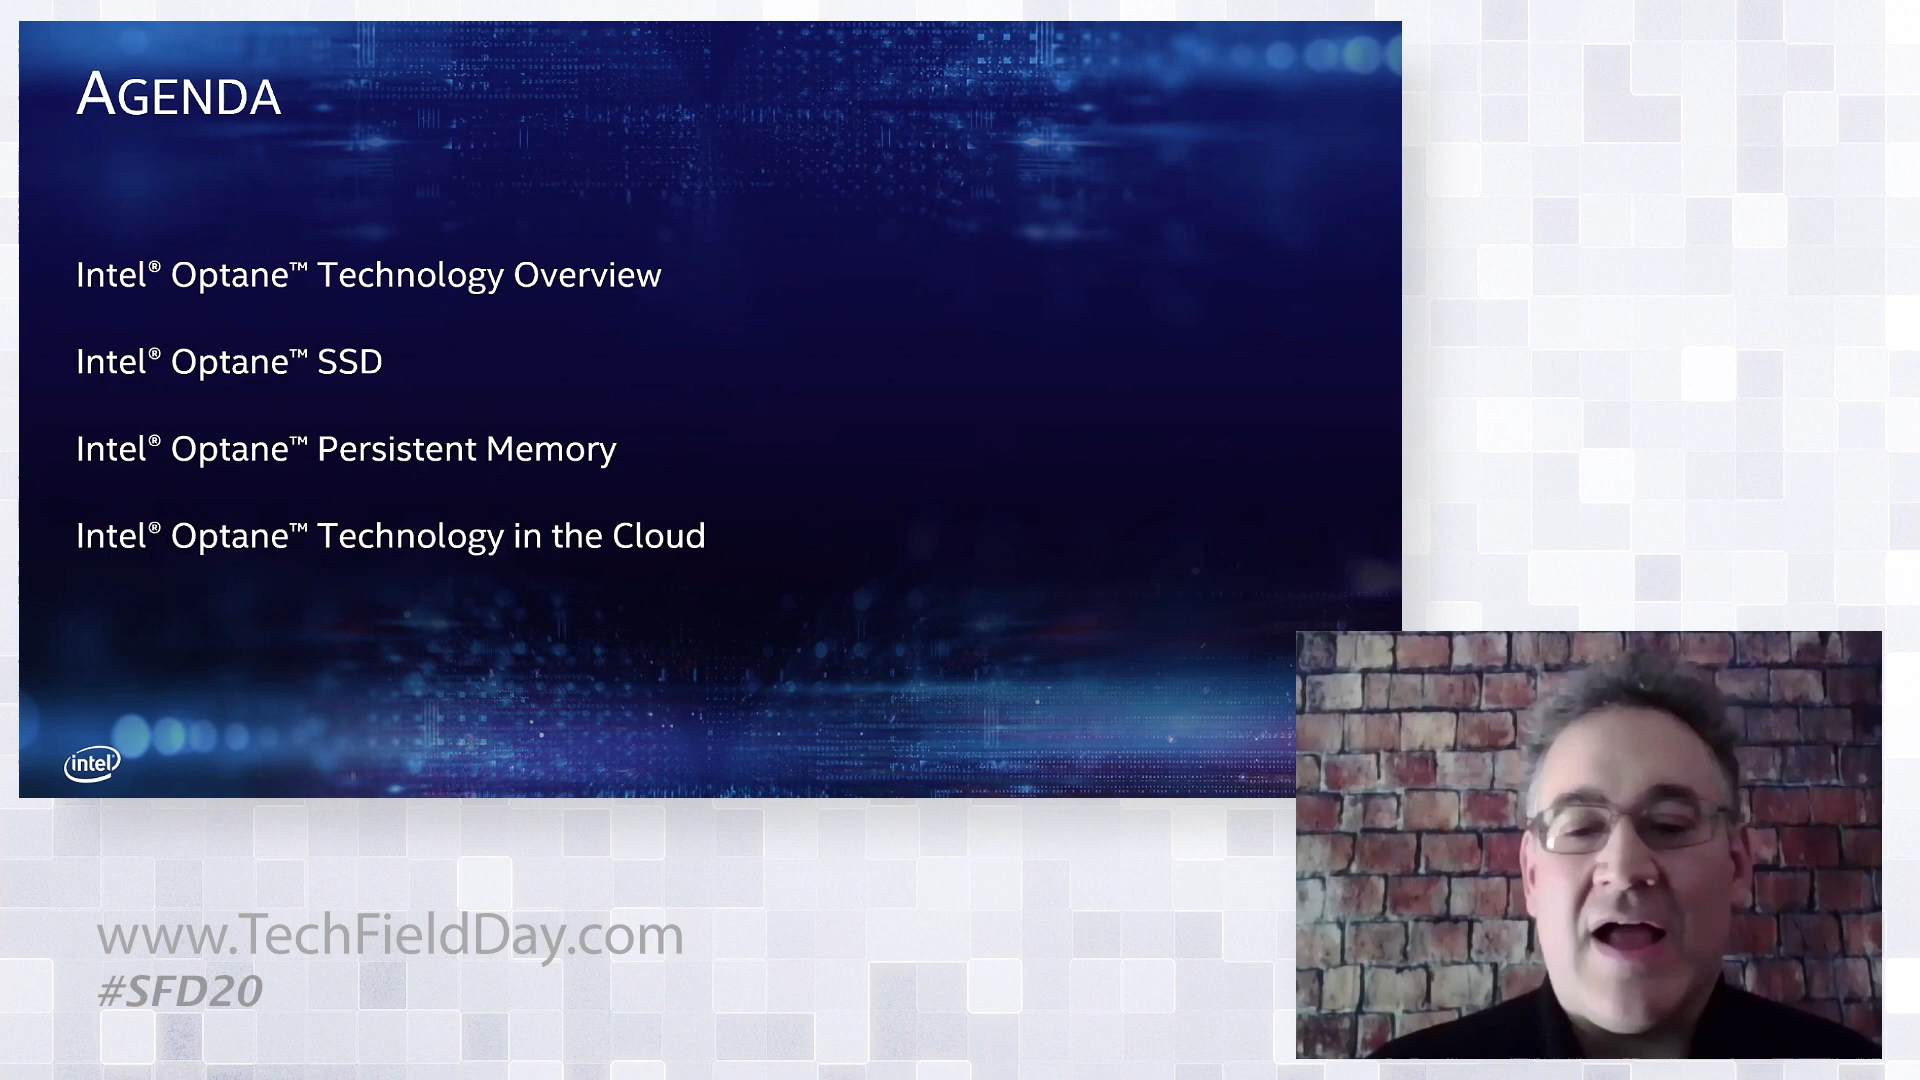 AGENDA
Intel® Optane™ Technology Overview
Intel® Optane™ SSD
Intel® Optane™ Persistent Memory
Intel® Optane™ Technology in the Cloud
intel
www.TechFieldDay.com
#SFD20